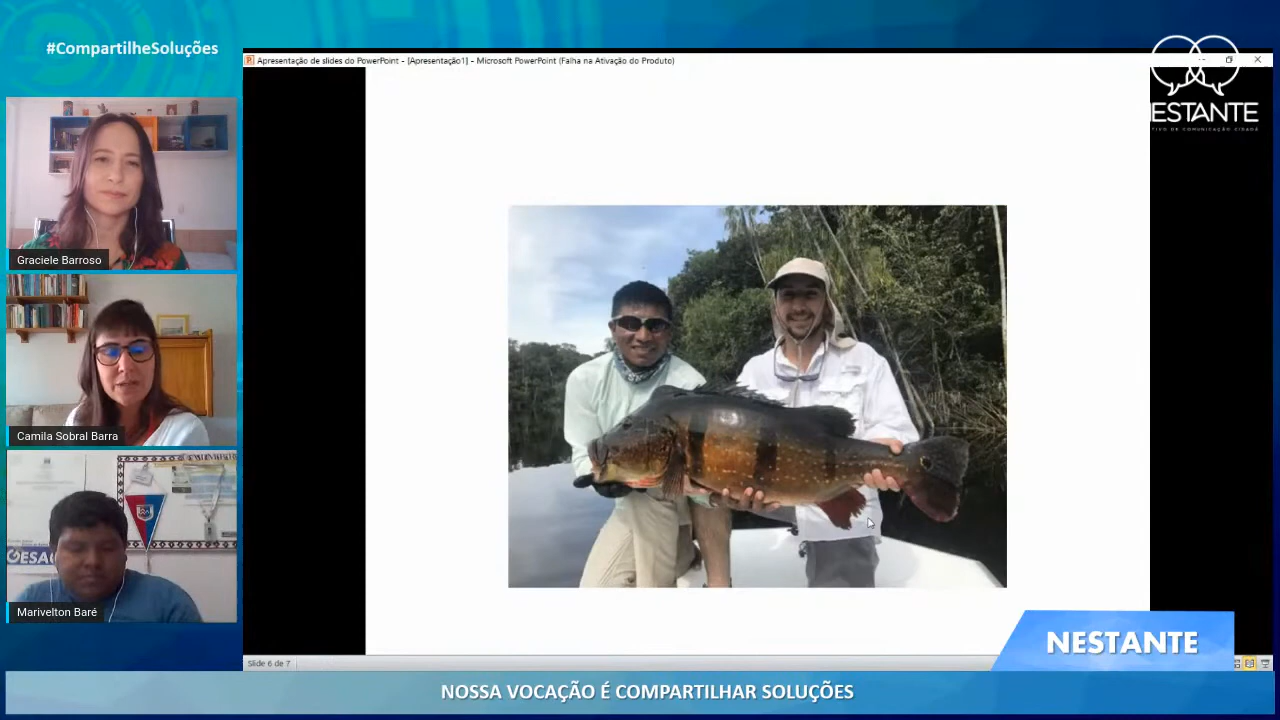 #CompartilheSoluções
Apresentação de slides do PowerPoint - [Apresentação1] - Microsoft PowerPoint (Falha na Ativação do Produto)
NESTANTE
Graciele Barroso
Camila Sobral Barra
GESAC
Marivelton Baré
NESTANTE
Slide 6 de 7
NOSSA VOCAÇÃO É COMPARTILHAR SOLUÇÕES